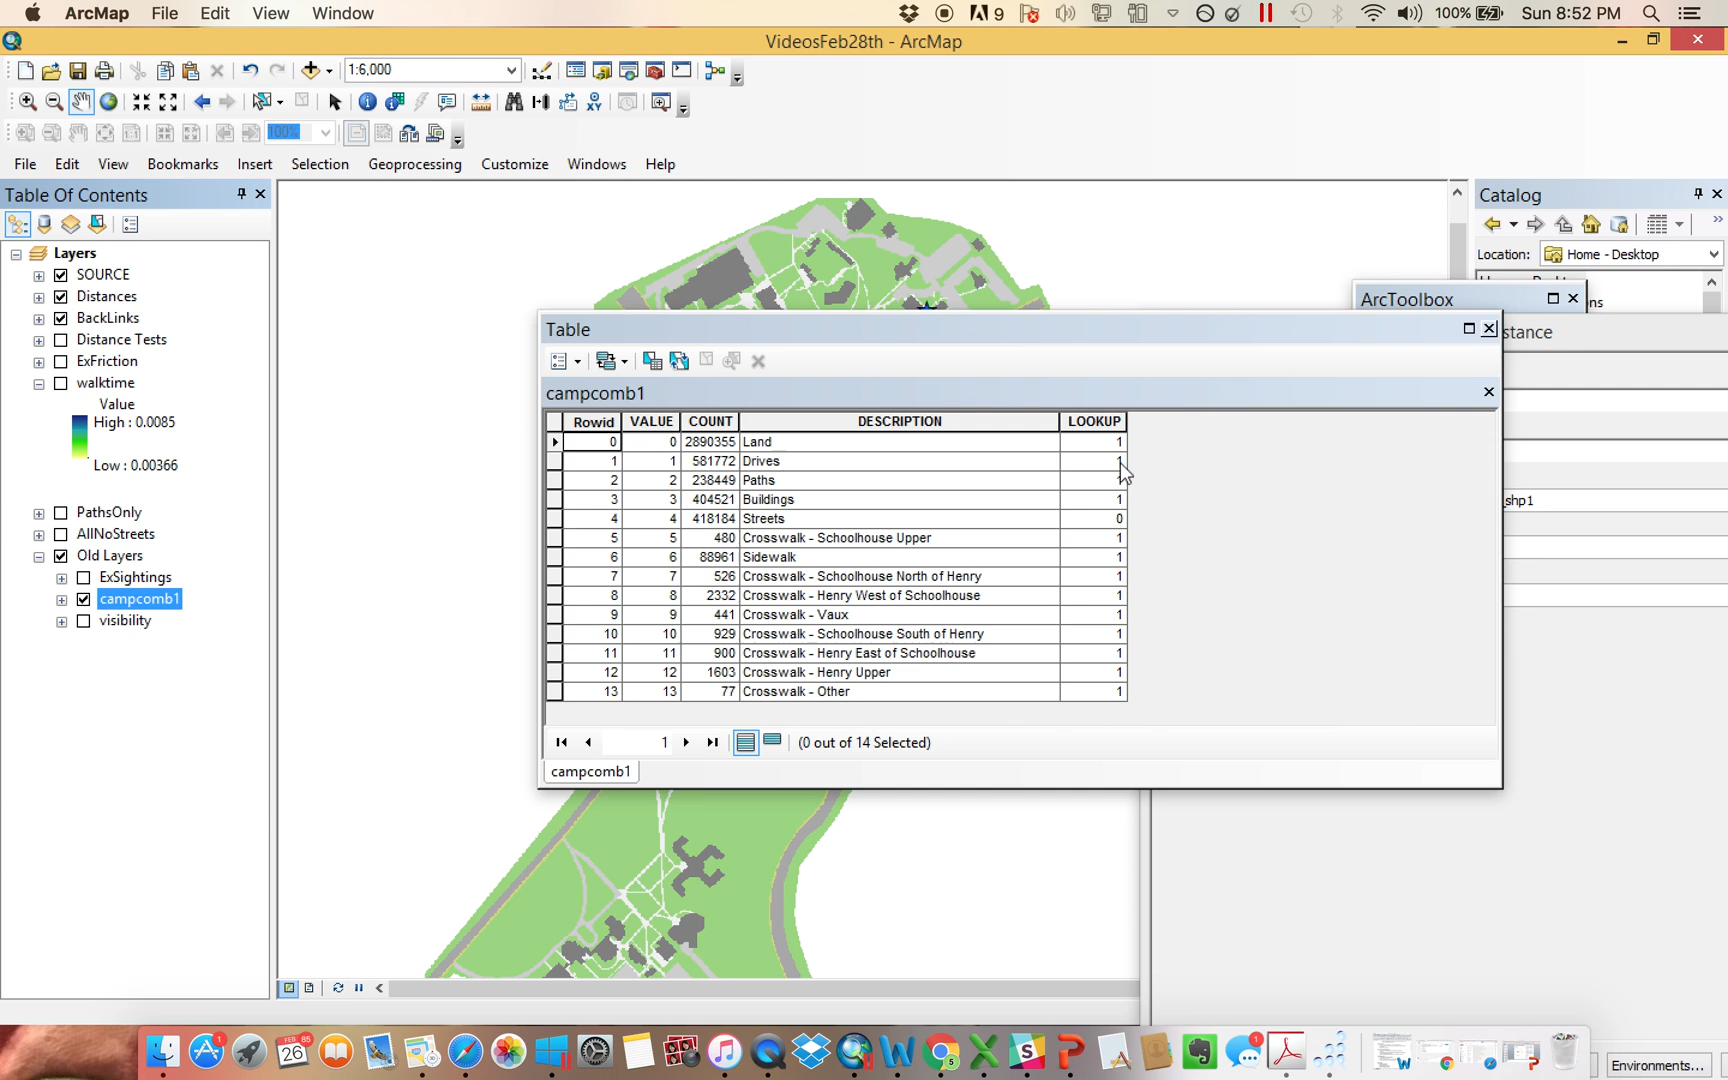 ArcMap File Edit View Window
9 100% Sun 8:52 PM
VideosFeb28th - ArcMap
1:6,000
100%
File Edit View Bookmarks Insert Selection Geoprocessing Customize Windows Help
Table Of Contents
Layers
SOURCE
Distances
BackLinks
Distance Tests
ExFriction
walktime
Value
High : 0.0085
Low : 0.00366
PathsOnly
AllNoStreets
Old Layers
ExSightings
campcomb1
visibility
Catalog
Location: Home - Desktop
ArcToolbox
ns
stance
_shp1
Table
campcomb1
Rowid VALUE COUNT DESCRIPTION LOOKUP
0 0 2890355 Land 1
1 1 581772 Drives 1
2 2 238449 Paths
3 3 404521 Buildings 1
4 4 418184 Streets 0
5 5 480 Crosswalk - Schoolhouse Upper 1
6 6 88961 Sidewalk 1
7 7 526 Crosswalk - Schoolhouse North of Henry 1
8 8 2332 Crosswalk - Henry West of Schoolhouse 1
9 9 441 Crosswalk - Vaux 1
10 10 929 Crosswalk - Schoolhouse South of Henry 1
11 11 900 Crosswalk - Henry East of Schoolhouse 1
12 12 1603 Crosswalk - Henry Upper 1
13 13 77 Crosswalk - Other 1
1 (0 out of 14 Selected)
campcomb1
FEB 85
26
Environments...